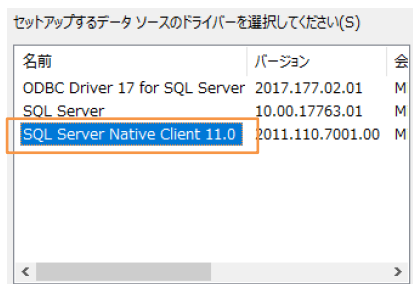 セットアップするデータ ソースのドライバーを選択してください(S)
名前 バージョン 会
ODBC Driver 17 for SQL Server 2017.177.02.01 M
SQL Server 10.00.17763.01 M
SQL Server Native Client 11.0 2011.110.7001.00 M